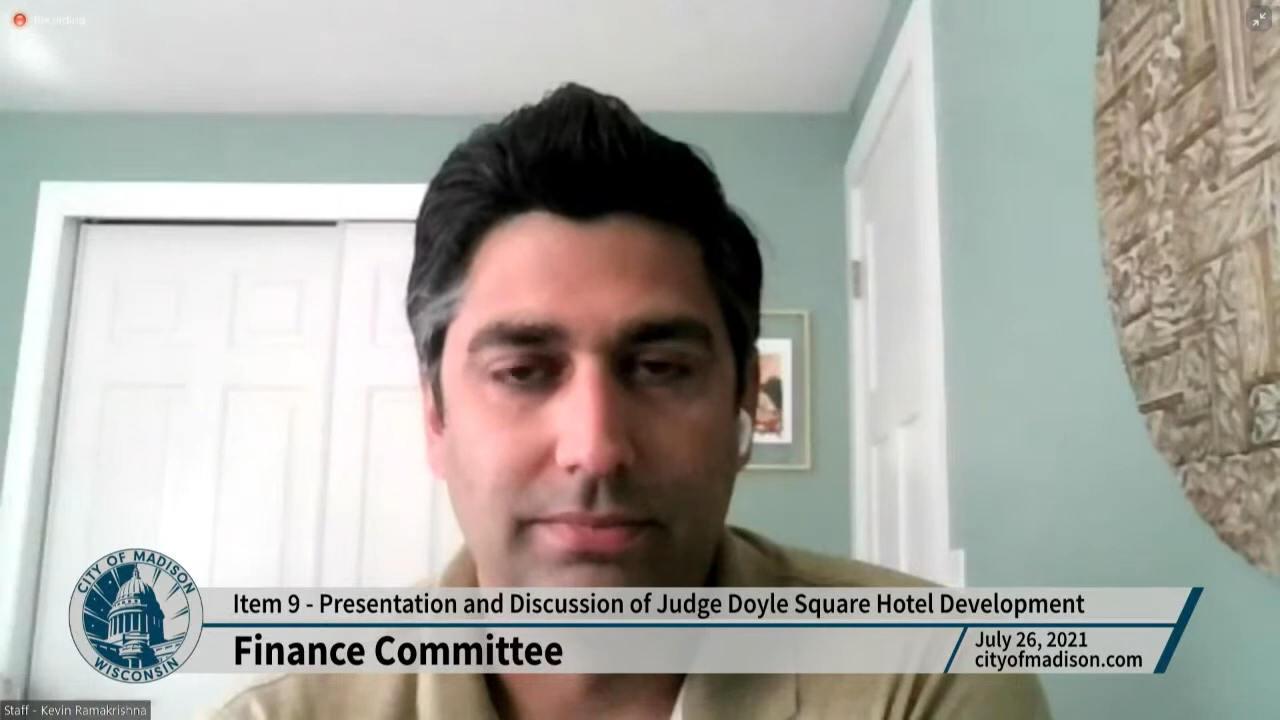 Recording
CITY OF MADISON
WISCONSIN
Item 9 - Presentation and Discussion of Judge Doyle Square Hotel Development
Finance Committee
July 26, 2021
cityofmadison.com
Staff - Kevin Ramakrishna